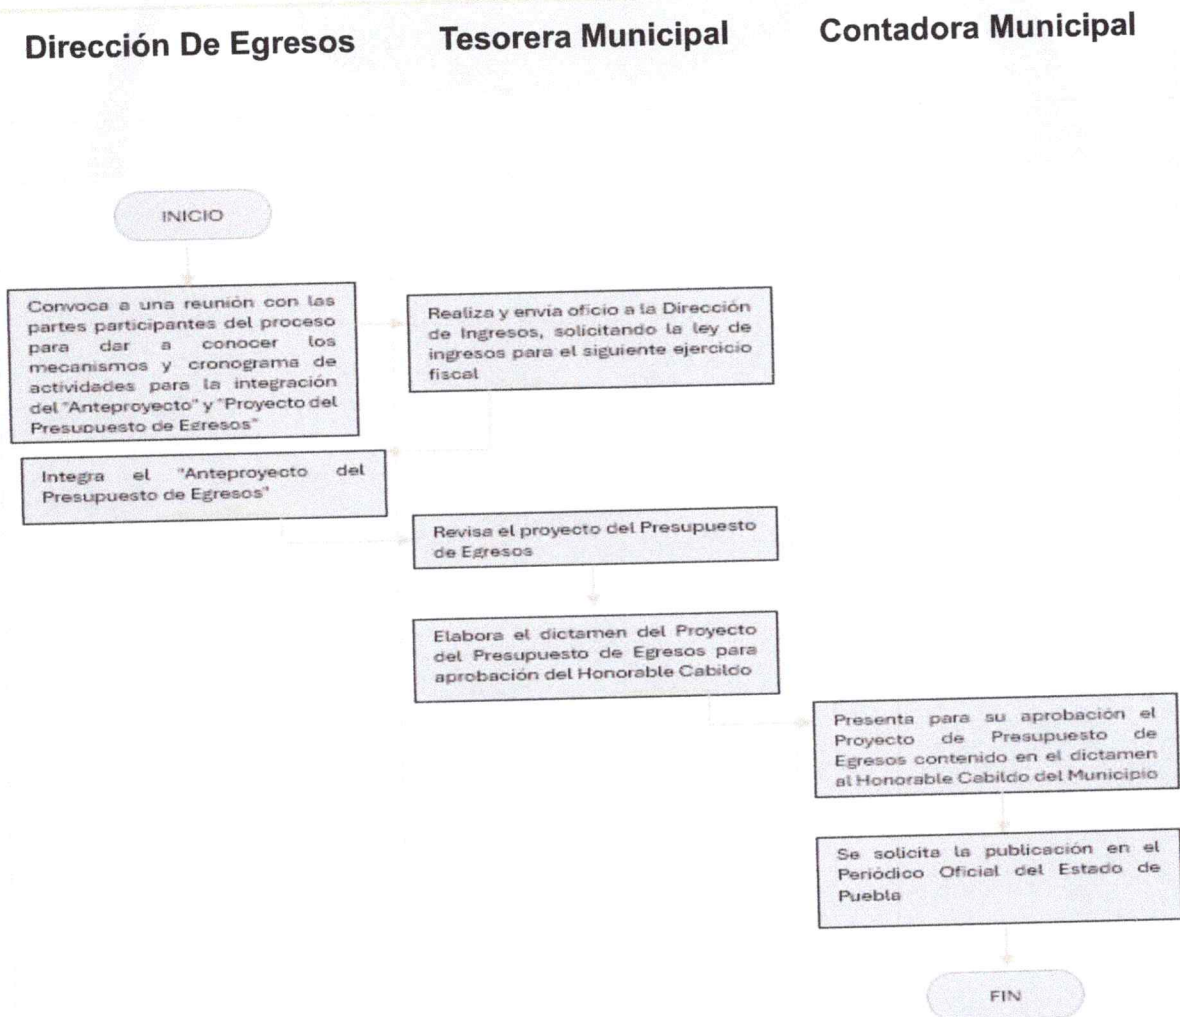 Dirección De Egresos
Tesorera Municipal
Contadora Municipal
INICIO
Convoca a una reunión con las
partes participantes del proceso
para dar a conocer los
mecanismos y cronograma de
actividades para la integración
del "Anteproyecto" y "Proyecto del
Presupuesto de Egresos"
Realiza y envía oficio a la Dirección
de Ingresos, solicitando la ley de
ingresos para el siguiente ejercicio
fiscal
Integra el "Anteproyecto del
Presupuesto de Egresos"
Revisa el proyecto del Presupuesto
de Egresos
Elabora el dictamen del Proyecto
del Presupuesto de Egresos para
aprobación del Honorable Cabildo
Presenta para su aprobación el
Proyecto de Presupuesto de
Egresos contenido en el dictamen
al Honorable Cabildo del Municipio
Se solicita la publicación en el
Periódico Oficial del Estado de
Puebla
FIN